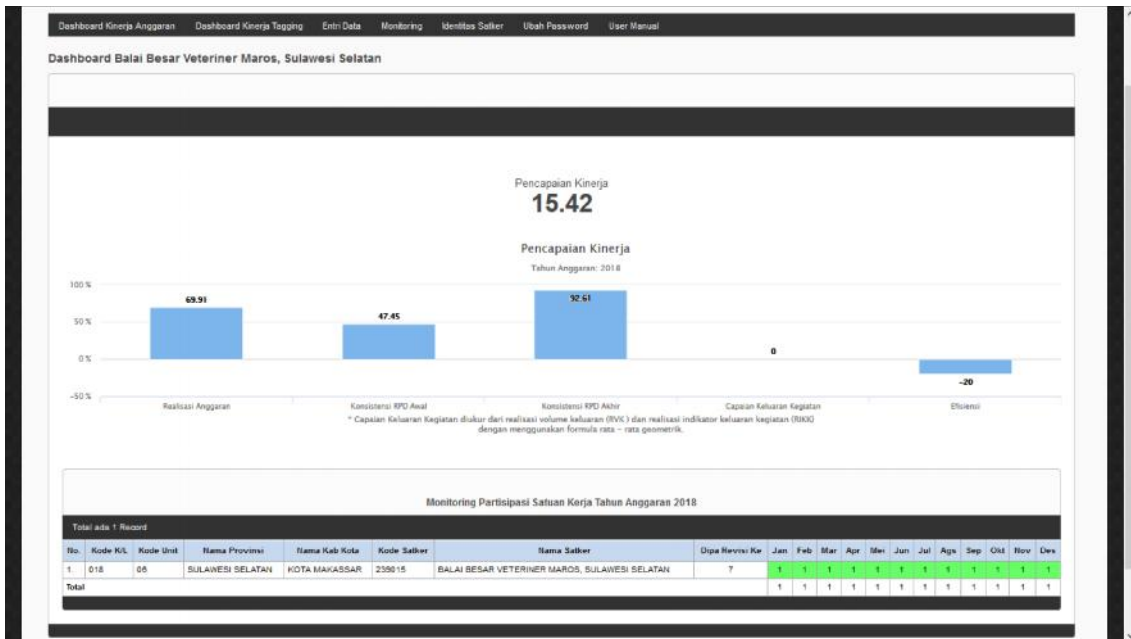 Dashboard Kinerja Anggaran Dashboard Kinerja Tagging Entri Data Monitoring Identitas Satker Ubah Password User Manual
Dashboard Balai Besar Veteriner Maros, Sulawesi Selatan
Pencapaian Kinerja
15.42
Pencapaian Kinerja
Tahun Anggaran: 2018
100 %
50 %
0 %
-50 %
69.91
47.45
92.61
0
-20
Realisasi Anggaran Konsistensi RPD Awal Konsistensi RPD Akhir Capaian Keluaran Kegiatan Efisiensi
* Capaian Keluaran Kegiatan diukur dari realisasi volume keluaran (RVK ) dan realisasi indikator keluaran kegiatan (RIKK)
dengan menggunakan formula rata - rata geometrik.
Monitoring Partisipasi Satuan Kerja Tahun Anggaran 2018
Total ada 1 Record
No. Kode K/L Kode Unit Nama Provinsi Nama Kab Kota Kode Satker Nama Satker Dipa Revisi Ke Jan Feb Mar Apr Mei Jun Jul Ags Sep Okt Nov Des
1. 018 06 SULAWESI SELATAN KOTA MAKASSAR 239015 BALAI BESAR VETERINER MAROS, SULAWESI SELATAN 7 1 1 1 1 1 1 1 1 1 1 1 1
Total 1 1 1 1 1 1 1 1 1 1 1 1